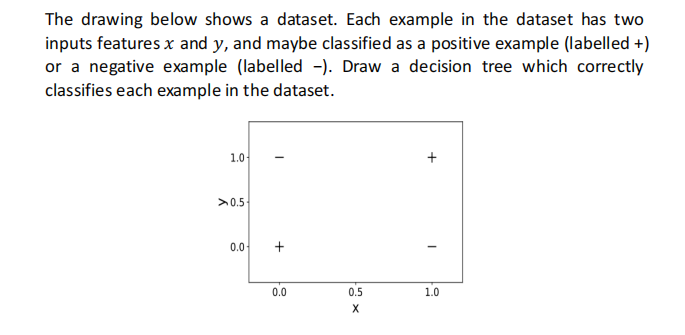 The drawing below shows a dataset. Each example in the dataset has two
inputs features x and y, and maybe classified as a positive example (labelled +)
or a negative example (labelled −). Draw a decision tree which correctly
classifies each example in the dataset.
1.0 − +
y 0.5
0.0 + −
0.0 0.5 1.0
x